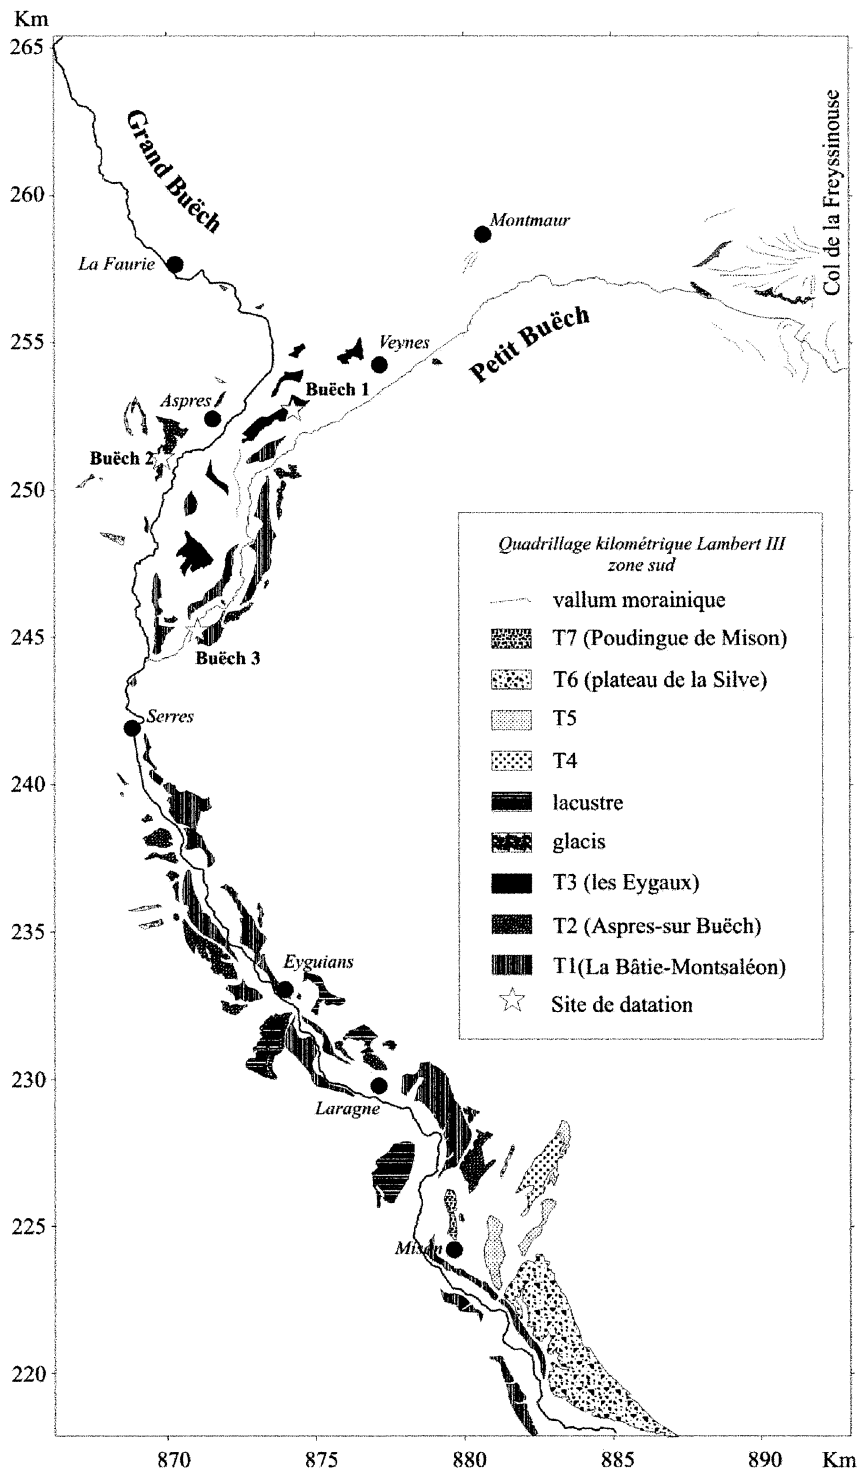 Km
265
260
255
250
245
240
235
230
225
220
Grand Buëch
Col de la Freyssinouse
Montmaur
La Faurie
Petit Buëch
Veynes
Buëch 1
Aspres
Buëch 2
Buëch 3
Serres
Eyguians
Laragne
Mison
Quadrillage kilométrique Lambert III
zone sud
vallum morainique
T7 (Poudingue de Mison)
T6 (plateau de la Silve)
T5
T4
lacustre
glacis
T3 (les Eygaux)
T2 (Aspres-sur Buëch)
T1(La Bâtie-Montsaléon)
Site de datation
870 875 880 885 890 Km